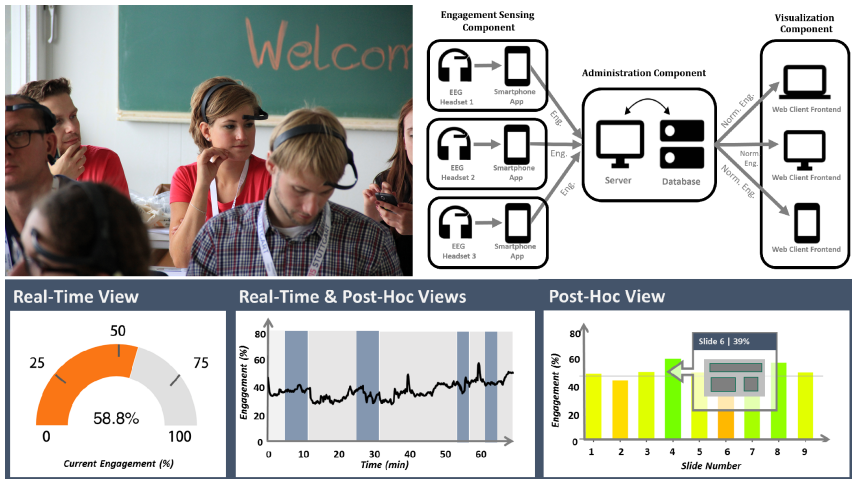 Welcom
Engagement Sensing
Component
EEG
Headset 1
Smartphone
App
Eng.
EEG
Headset 2
Smartphone
App
Eng.
EEG
Headset 3
Smartphone
App
Eng.
Administration Component
Server
Database
Visualization
Component
Norm. Eng.
Web Client Frontend
Norm.
Eng.
Web Client Frontend
Norm. Eng.
Web Client Frontend
Real-Time View
0
25
50
75
100
58.8%
Current Engagement (%)
Real-Time & Post-Hoc Views
Engagement (%)
80
60
40
20
0
0
10
20
30
40
50
60
Time (min)
Post-Hoc View
Engagement (%)
80
60
40
20
0
Slide 6 | 39%
1 2 3 4 5 6 7 8 9
Slide Number